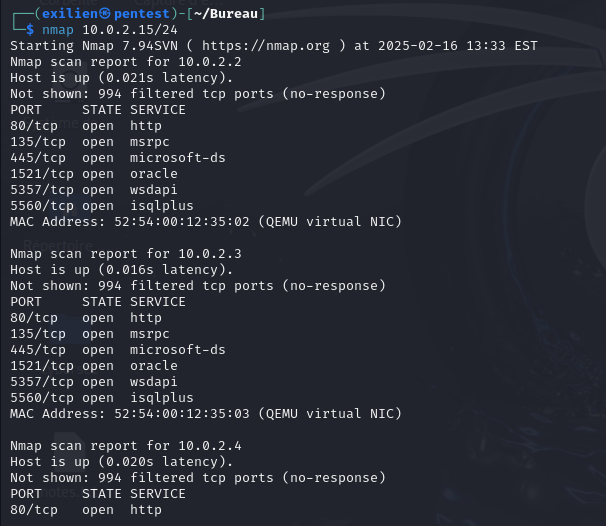 (exilien㉿pentest)-[~/Bureau]
$ nmap 10.0.2.15/24
Starting Nmap 7.94SVN ( https://nmap.org ) at 2025-02-16 13:33 EST
Nmap scan report for 10.0.2.2
Host is up (0.021s latency).
Not shown: 994 filtered tcp ports (no-response)
PORT     STATE SERVICE
80/tcp   open  http
135/tcp  open  msrpc
445/tcp  open  microsoft-ds
1521/tcp open  oracle
5357/tcp open  wsdapi
5560/tcp open  isqlplus
MAC Address: 52:54:00:12:35:02 (QEMU virtual NIC)

Nmap scan report for 10.0.2.3
Host is up (0.016s latency).
Not shown: 994 filtered tcp ports (no-response)
PORT     STATE SERVICE
80/tcp   open  http
135/tcp  open  msrpc
445/tcp  open  microsoft-ds
1521/tcp open  oracle
5357/tcp open  wsdapi
5560/tcp open  isqlplus
MAC Address: 52:54:00:12:35:03 (QEMU virtual NIC)

Nmap scan report for 10.0.2.4
Host is up (0.020s latency).
Not shown: 994 filtered tcp ports (no-response)
PORT     STATE SERVICE
80/tcp   open  http